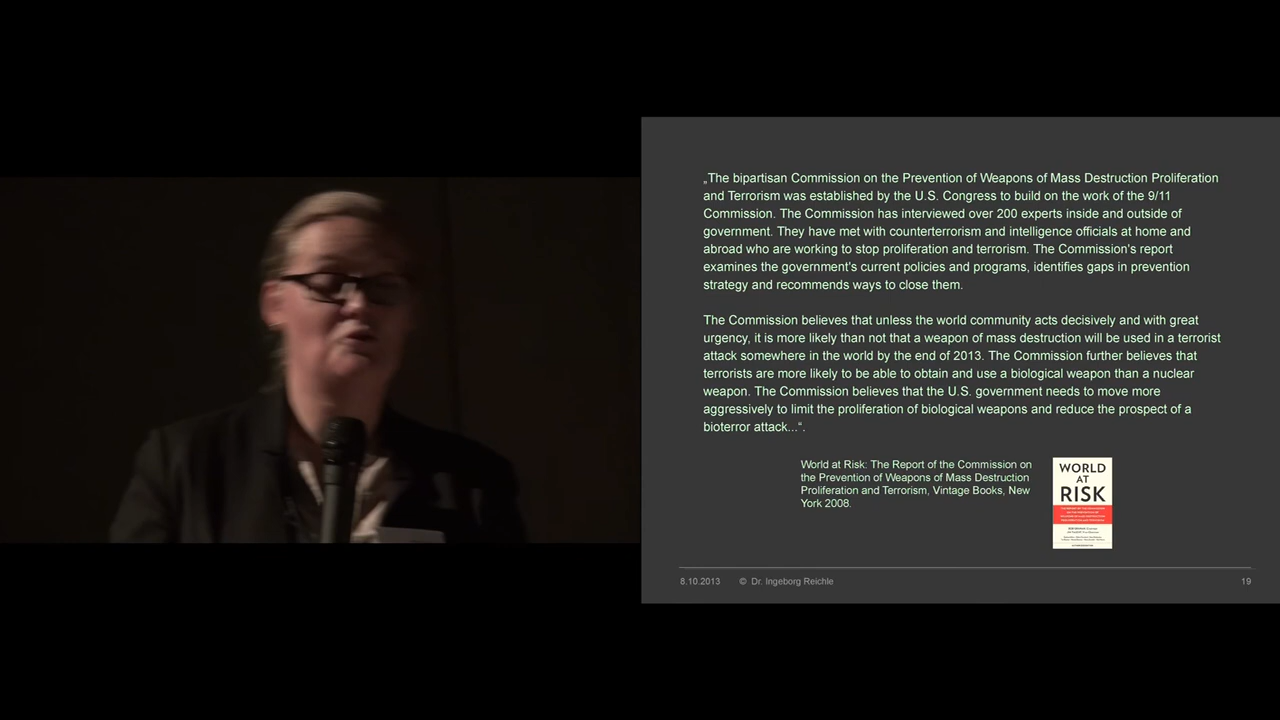 „The bipartisan Commission on the Prevention of Weapons of Mass Destruction Proliferation
and Terrorism was established by the U.S. Congress to build on the work of the 9/11
Commission. The Commission has interviewed over 200 experts inside and outside of
government. They have met with counterterrorism and intelligence officials at home and
abroad who are working to stop proliferation and terrorism. The Commission's report
examines the government's current policies and programs, identifies gaps in prevention
strategy and recommends ways to close them.
The Commission believes that unless the world community acts decisively and with great
urgency, it is more likely than not that a weapon of mass destruction will be used in a terrorist
attack somewhere in the world by the end of 2013. The Commission further believes that
terrorists are more likely to be able to obtain and use a biological weapon than a nuclear
weapon. The Commission believes that the U.S. government needs to move more
aggressively to limit the proliferation of biological weapons and reduce the prospect of a
bioterror attack...“.
World at Risk: The Report of the Commission on
the Prevention of Weapons of Mass Destruction
Proliferation and Terrorism, Vintage Books, New
York 2008.
WORLD
AT
RISK
8.10.2013 © Dr. Ingeborg Reichle 19